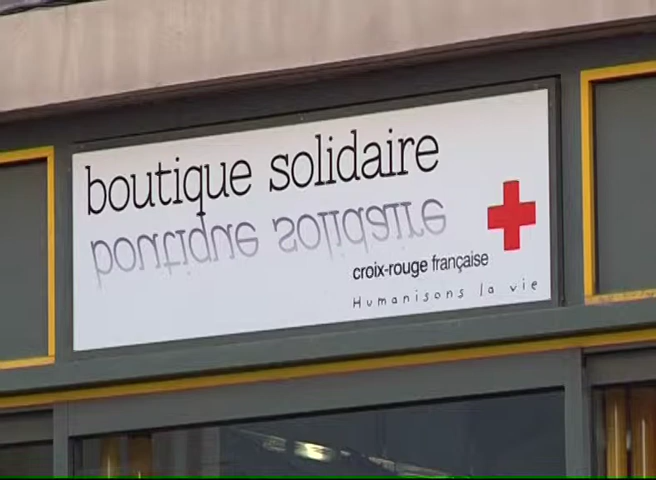 boutique solidaire
boutique solidaire
croix-rouge française
Humanisons la vie